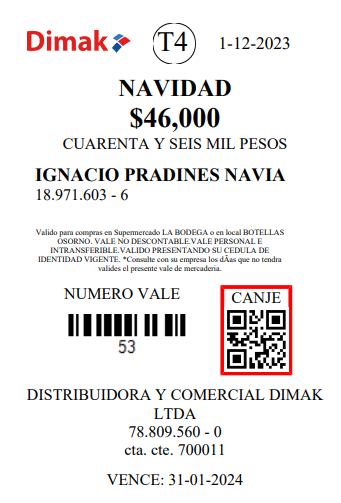 Dimak T4 1-12-2023
NAVIDAD
$46,000
CUARENTA Y SEIS MIL PESOS
IGNACIO PRADINES NAVIA
18.971.603 - 6
Valido para compras en Supermercado LA BODEGA o en local BOTELLAS
OSORNO. VALE NO DESCONTABLE.VALE PERSONAL E
INTRANSFERIBLE.VALIDO PRESENTANDO SU CEDULA DE
IDENTIDAD VIGENTE. *Consulte con su empresa los dÃas que no tendra
valides el presente vale de mercaderia.
NUMERO VALE
53
CANJE
DISTRIBUIDORA Y COMERCIAL DIMAK
LTDA
78.809.560 - 0
cta. cte. 700011
VENCE: 31-01-2024